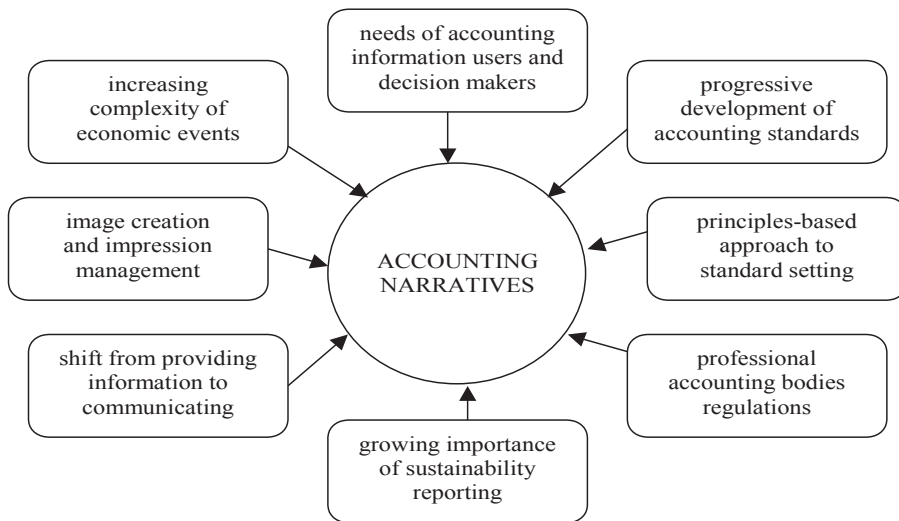 needs of accounting
information users and
decision makers
increasing
complexity of
economic events
progressive
development of
accounting standards
image creation
and impression
management
ACCOUNTING
NARRATIVES
principles-based
approach to
standard setting
shift from providing
information to
communicating
professional
accounting bodies
regulations
growing importance
of sustainability
reporting